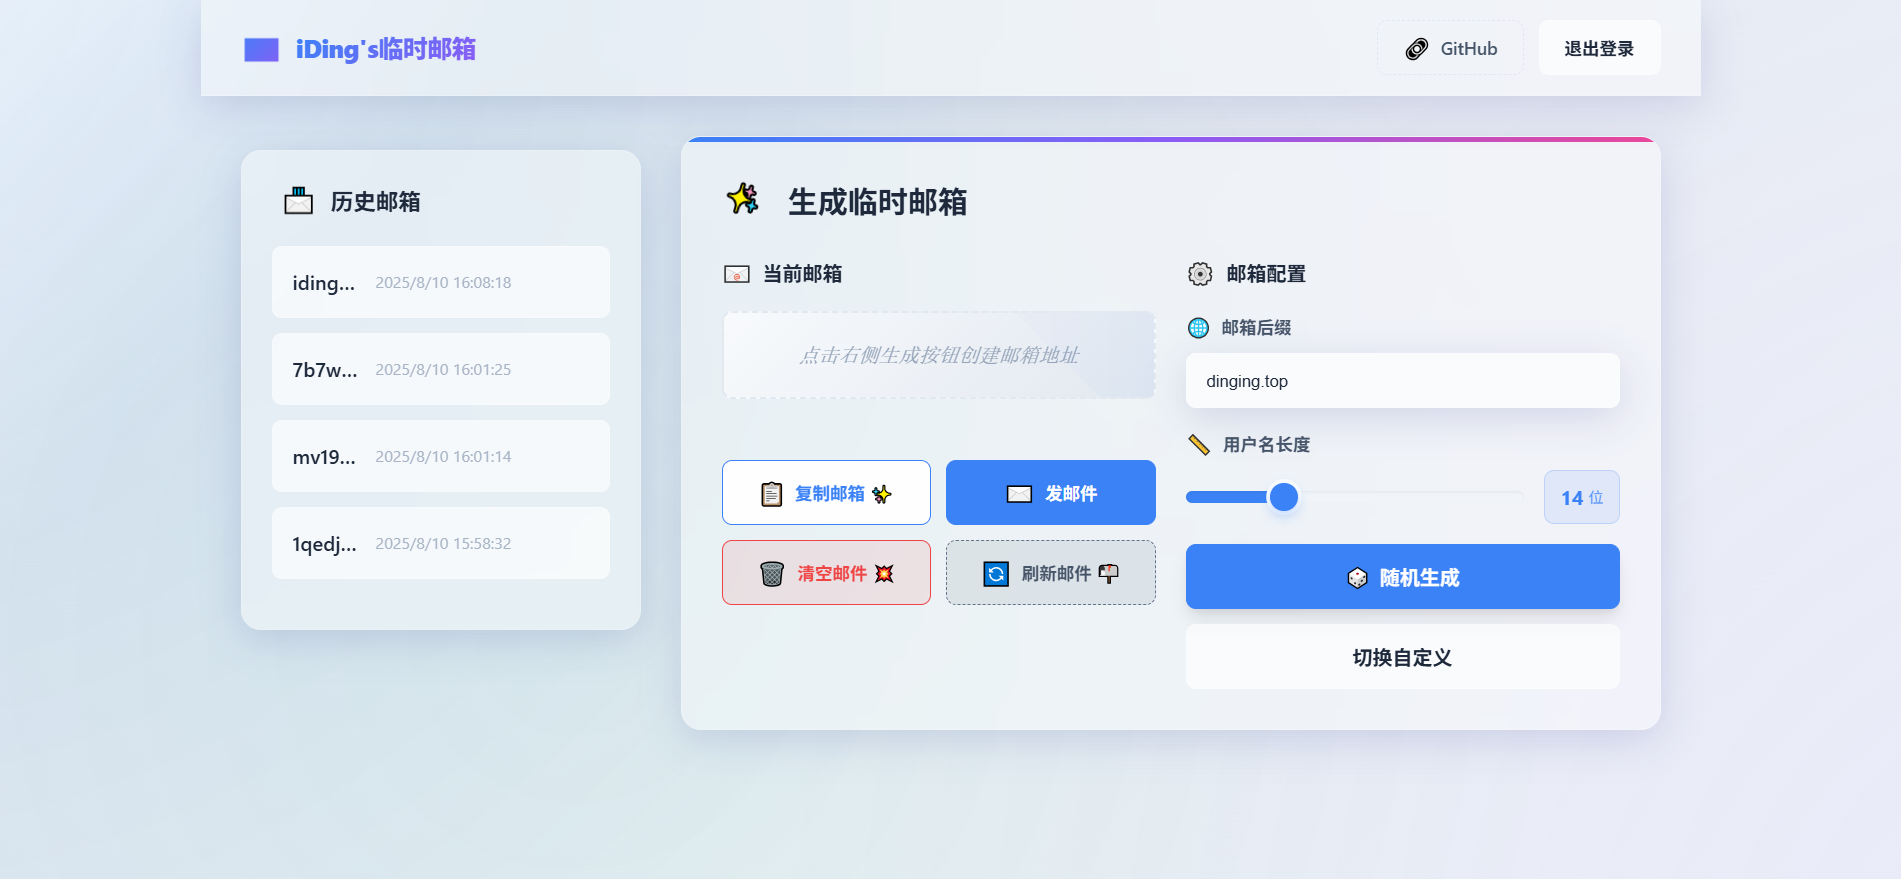 iDing's临时邮箱
GitHub
退出登录
历史邮箱
iding... 2025/8/10 16:08:18
7b7w... 2025/8/10 16:01:25
mv19... 2025/8/10 16:01:14
1qedj... 2025/8/10 15:58:32
生成临时邮箱
当前邮箱
点击右侧生成按钮创建邮箱地址
复制邮箱
发邮件
清空邮件
刷新邮件
邮箱配置
邮箱后缀
dinging.top
用户名长度
14 位
随机生成
切换自定义